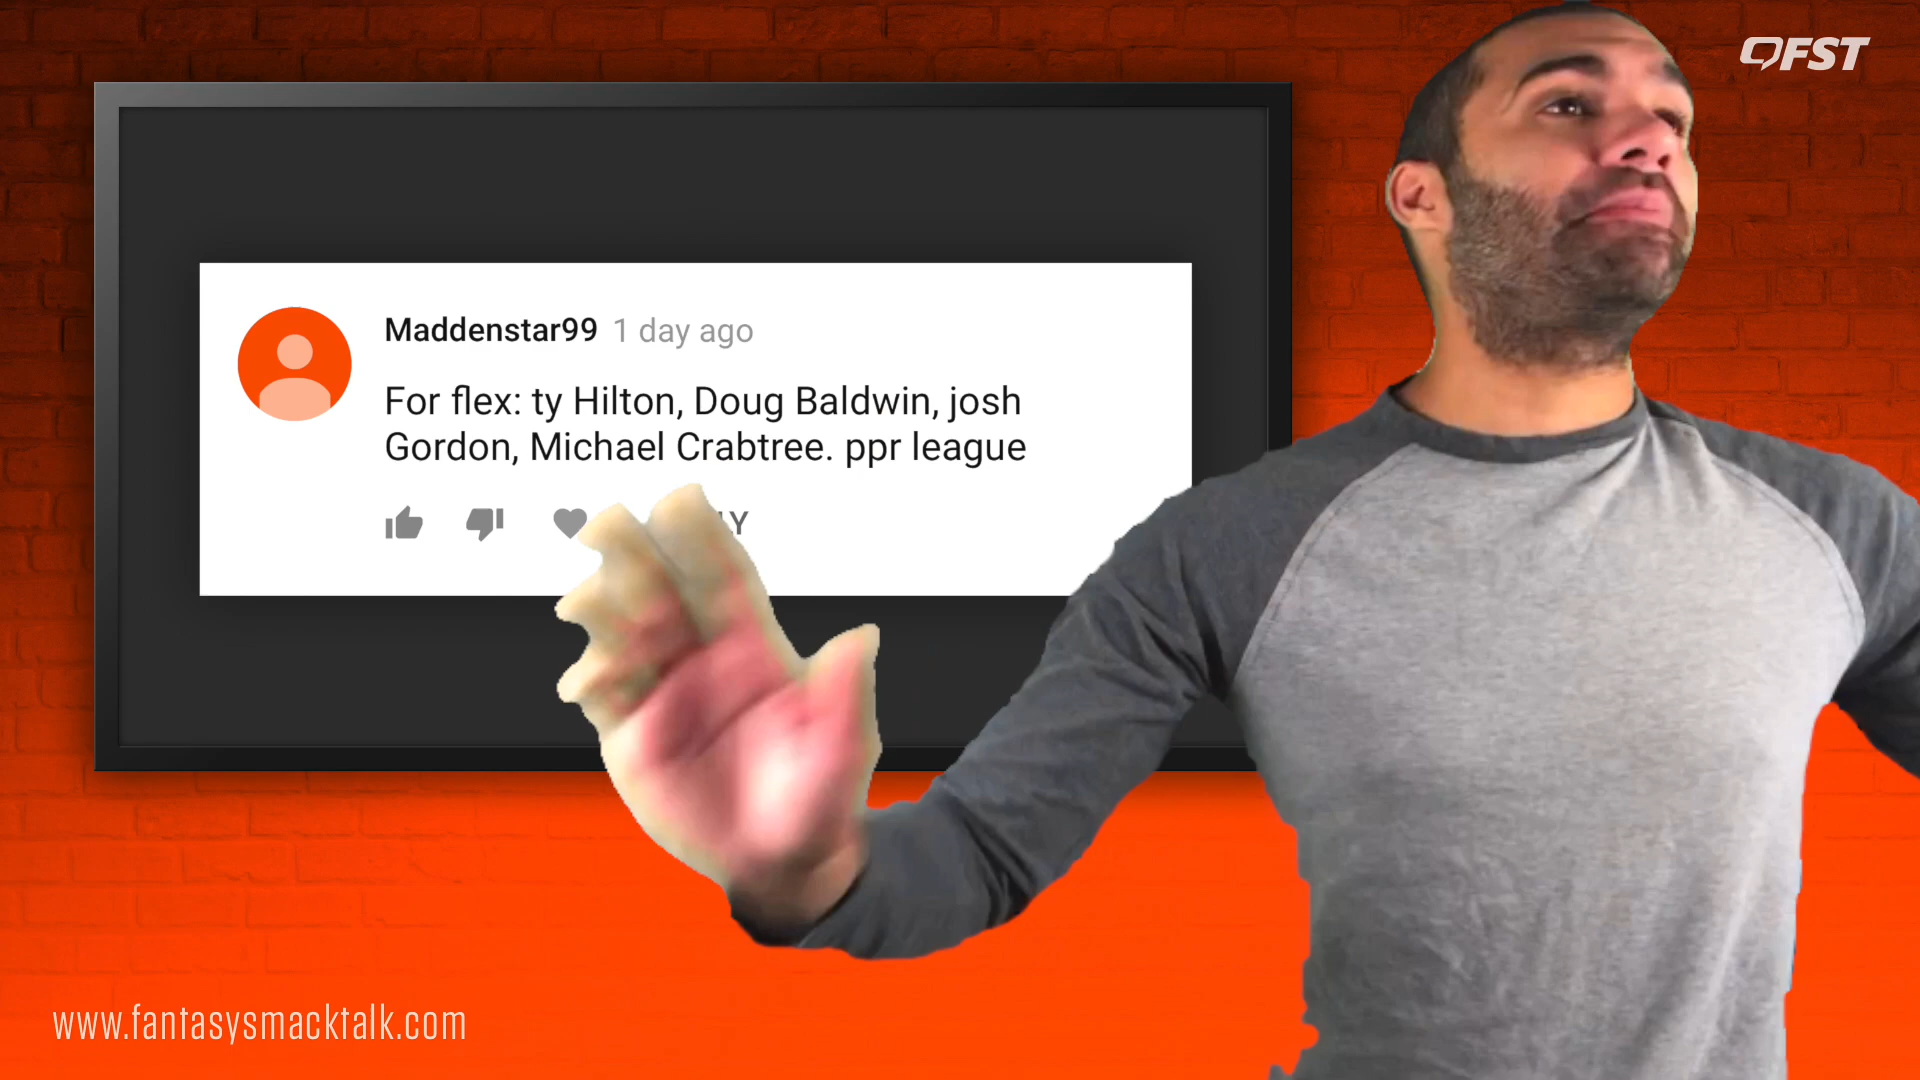 FST
Maddenstar99 1 day ago
For flex: ty Hilton, Doug Baldwin, josh
Gordon, Michael Crabtree. ppr league
www.fantasysmacktalk.com